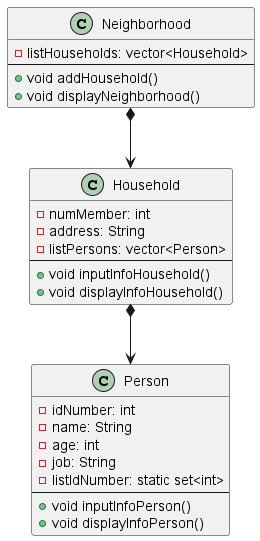 C Neighborhood
listHouseholds: vector<Household>
void addHousehold()
void displayNeighborhood()
C Household
numMember: int
address: String
listPersons: vector<Person>
void inputInfoHousehold()
void displayInfoHousehold()
C Person
idNumber: int
name: String
age: int
job: String
listIdNumber: static set<int>
void inputInfoPerson()
void displayInfoPerson()